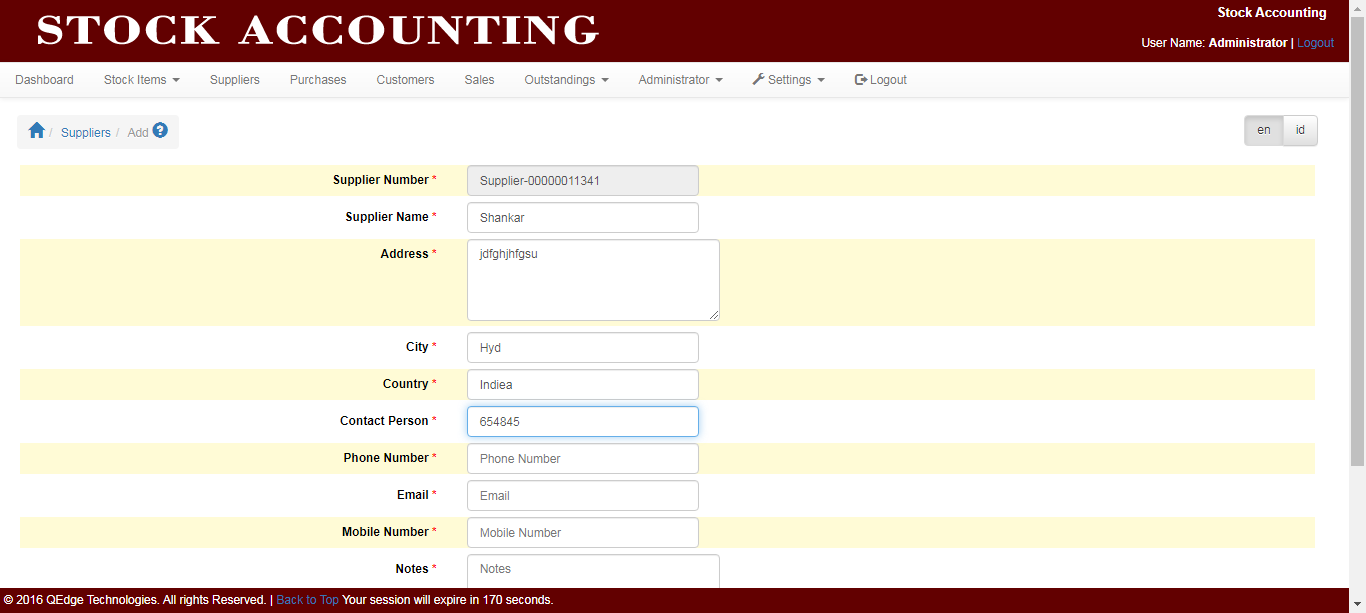 STOCK ACCOUNTING
Stock Accounting
User Name: Administrator | Logout
Dashboard Stock Items Suppliers Purchases Customers Sales Outstandings Administrator Settings Logout
/ Suppliers / Add ?
en id
Supplier Number * Supplier-00000011341
Supplier Name * Shankar
Address * jdfghjhfgsu
City * Hyd
Country * Indiea
Contact Person * 654845
Phone Number * Phone Number
Email * Email
Mobile Number * Mobile Number
Notes * Notes
© 2016 QEdge Technologies. All rights Reserved. | Back to Top Your session will expire in 170 seconds.